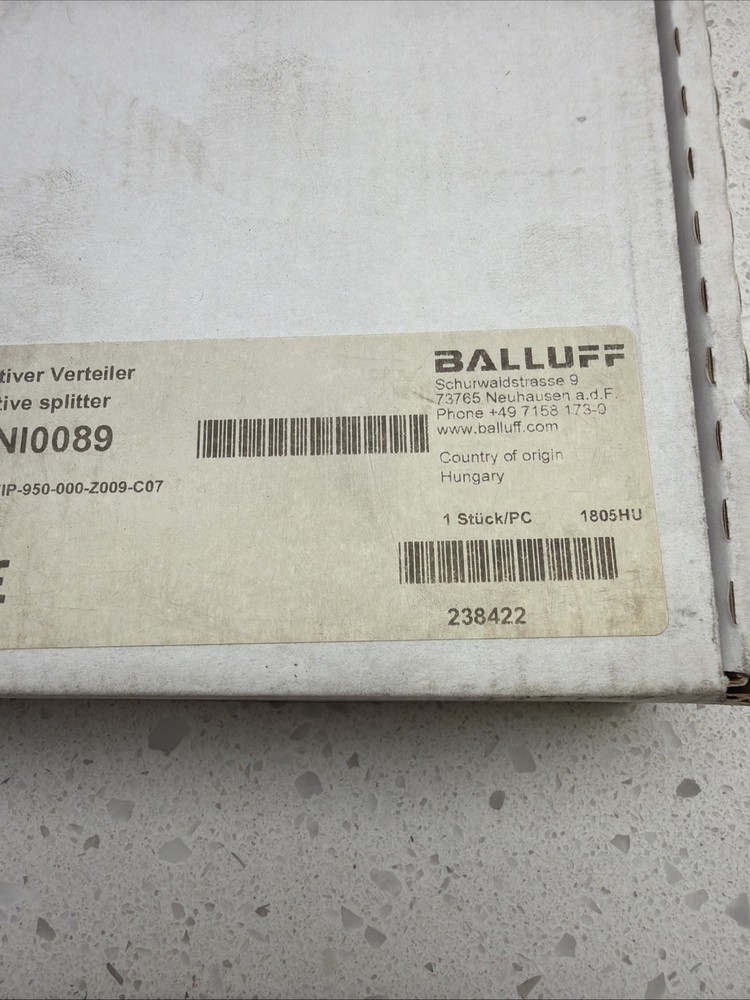 tiver Verteiler
tive splitter
NI0089
IP-950-000-Z009-C07
E
BALLUFF
Schurwaldstrasse 9
73765 Neuhausen a.d.F.
Phone +49 7158 173-0
www.balluff.com
Country of origin
Hungary
1 Stück/PC 1805HU
238422